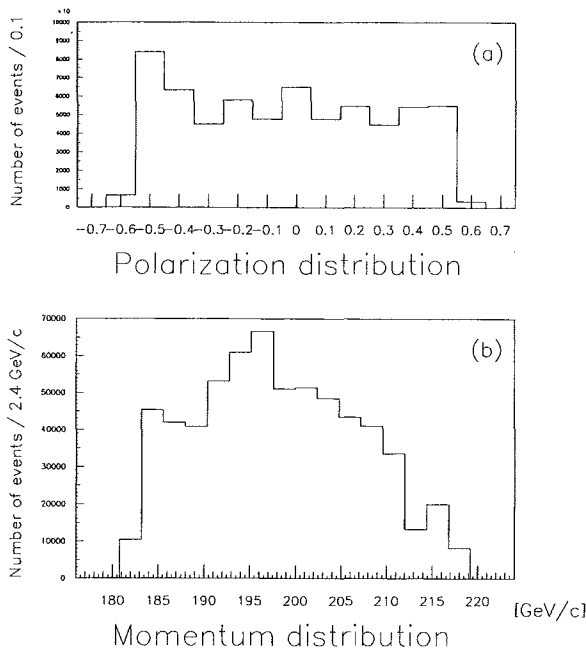 ×10
10000
9000
8000
7000
6000
5000
4000
3000
2000
1000
0
Number of events / 0.1
(a)
−0.7 −0.6 −0.5 −0.4 −0.3 −0.2 −0.1 0 0.1 0.2 0.3 0.4 0.5 0.6 0.7
Polarization distribution
70000
60000
50000
40000
30000
20000
10000
0
Number of events / 2.4 GeV/c
(b)
180 185 190 195 200 205 210 215 220
[GeV/c]
Momentum distribution